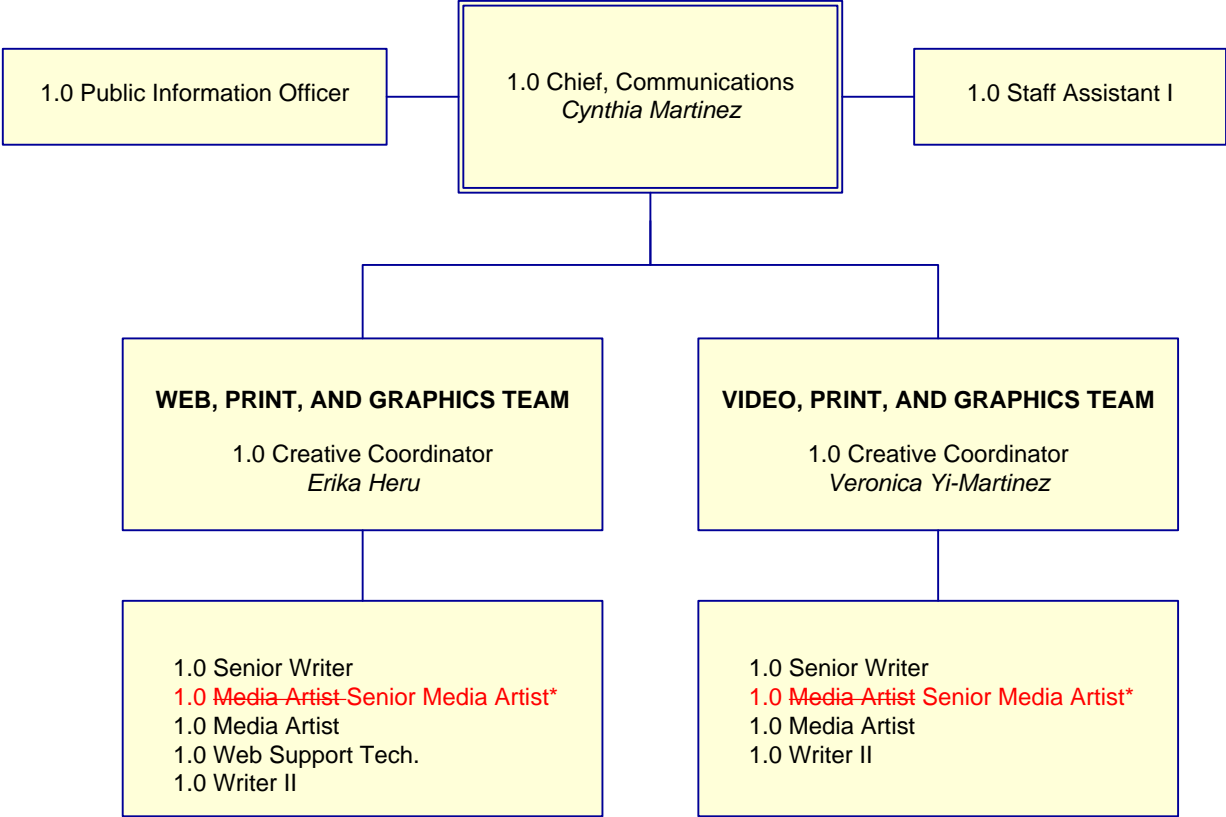 1.0 Public Information Officer
1.0 Chief, Communications
Cynthia Martinez
1.0 Staff Assistant I
WEB, PRINT, AND GRAPHICS TEAM
1.0 Creative Coordinator
Erika Heru
VIDEO, PRINT, AND GRAPHICS TEAM
1.0 Creative Coordinator
Veronica Yi-Martinez
1.0 Senior Writer
1.0 Media Artist Senior Media Artist*
1.0 Media Artist
1.0 Web Support Tech.
1.0 Writer II
1.0 Senior Writer
1.0 Media Artist Senior Media Artist*
1.0 Media Artist
1.0 Writer II